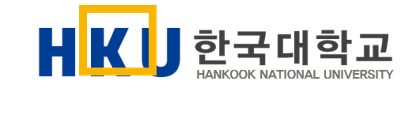 HKU 한국대학교
HANKOOK NATIONAL UNIVERSITY